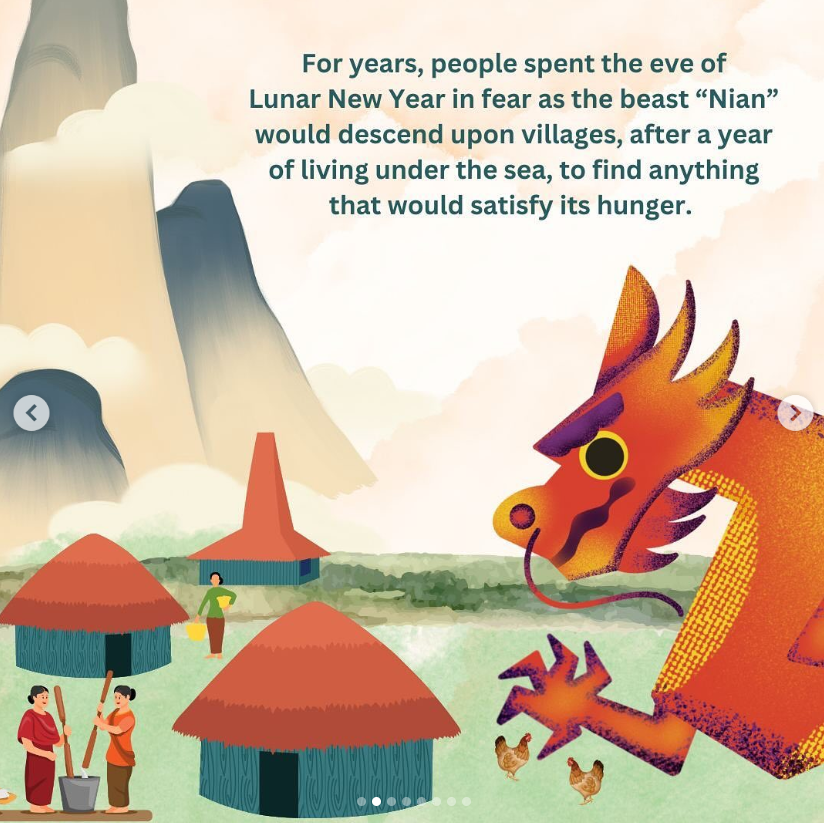 For years, people spent the eve of
Lunar New Year in fear as the beast “Nian”
would descend upon villages, after a year
of living under the sea, to find anything
that would satisfy its hunger.